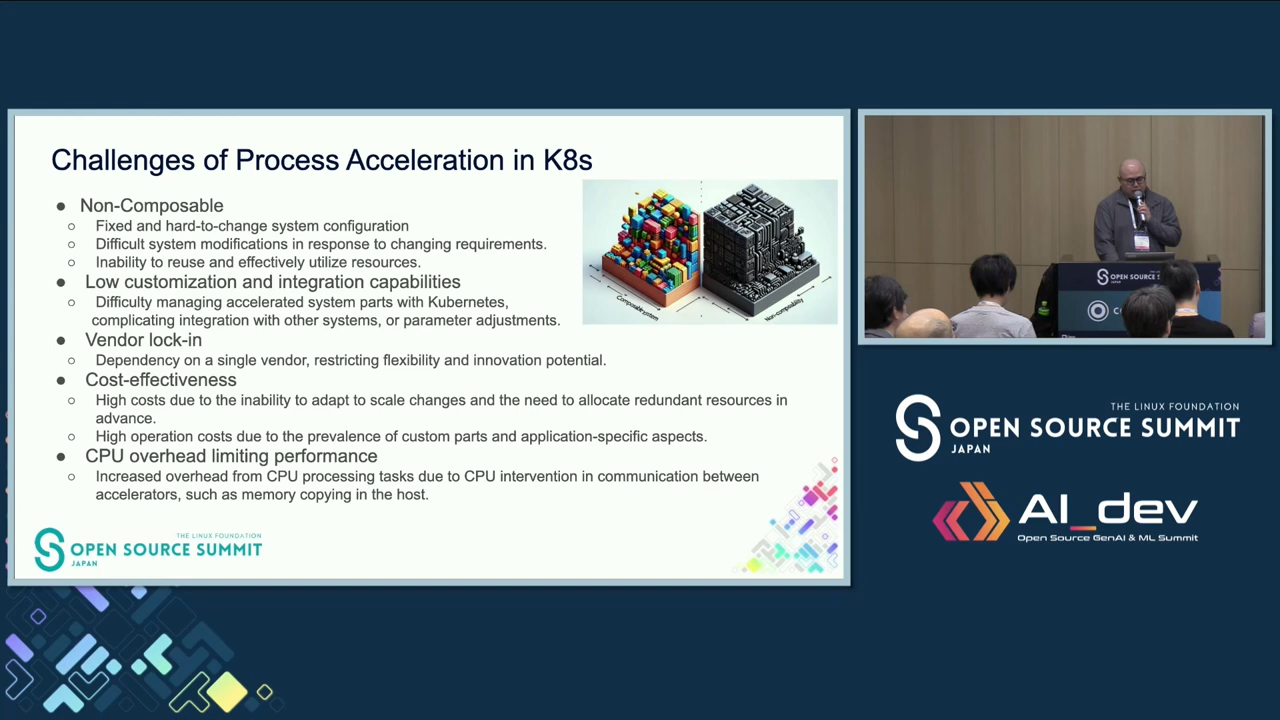 Challenges of Process Acceleration in K8s
● Non-Composable
○ Fixed and hard-to-change system configuration
○ Difficult system modifications in response to changing requirements.
○ Inability to reuse and effectively utilize resources.
● Low customization and integration capabilities
○ Difficulty managing accelerated system parts with Kubernetes,
complicating integration with other systems, or parameter adjustments.
● Vendor lock-in
○ Dependency on a single vendor, restricting flexibility and innovation potential.
● Cost-effectiveness
○ High costs due to the inability to adapt to scale changes and the need to allocate redundant resources in
advance.
○ High operation costs due to the prevalence of custom parts and application-specific aspects.
● CPU overhead limiting performance
○ Increased overhead from CPU processing tasks due to CPU intervention in communication between
accelerators, such as memory copying in the host.
Composable system
Non-composability
THE LINUX FOUNDATION
OPEN SOURCE SUMMIT
JAPAN
OPEN SOURCE S
C
THE LINUX FOUNDATION
OPEN SOURCE SUMMIT
JAPAN
AI_dev
Open Source GenAI & ML Summit